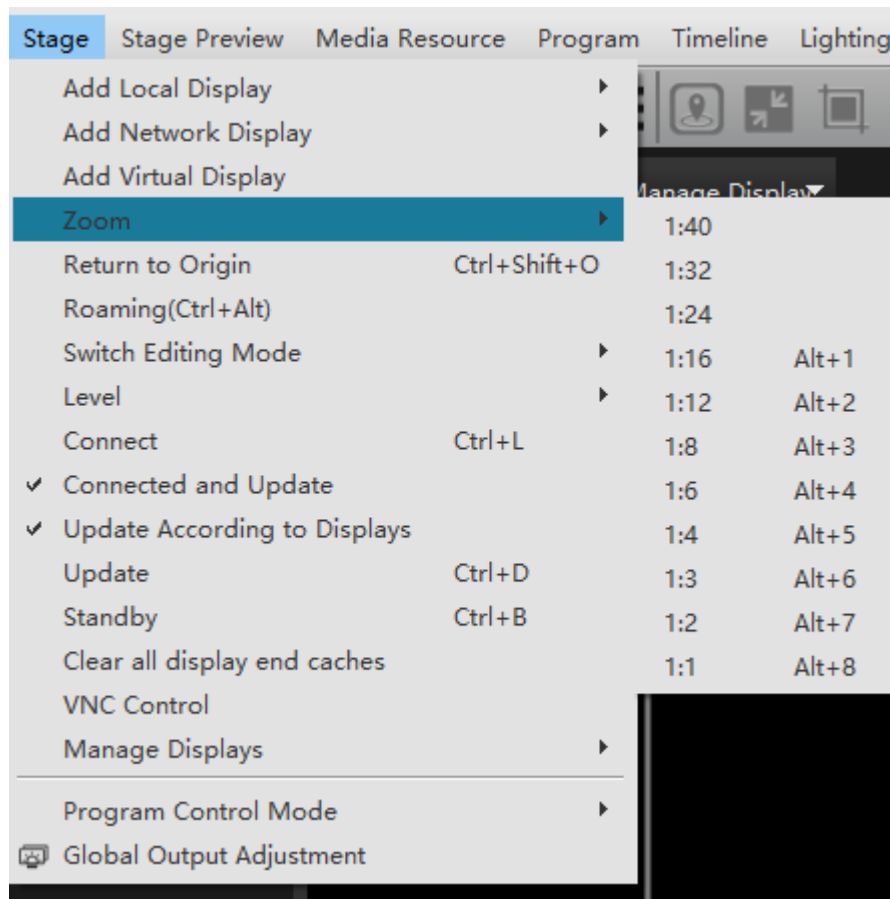 Stage Stage Preview Media Resource Program Timeline Lighting
Add Local Display
Add Network Display
Add Virtual Display
Manage Display
Zoom
1:40
Return to Origin Ctrl+Shift+O
1:32
Roaming(Ctrl+Alt)
1:24
Switch Editing Mode
1:16 Alt+1
Level
1:12 Alt+2
Connect Ctrl+L
1:8 Alt+3
Connected and Update
1:6 Alt+4
Update According to Displays
1:4 Alt+5
Update Ctrl+D
1:3 Alt+6
Standby Ctrl+B
1:2 Alt+7
Clear all display end caches
1:1 Alt+8
VNC Control
Manage Displays
Program Control Mode
Global Output Adjustment